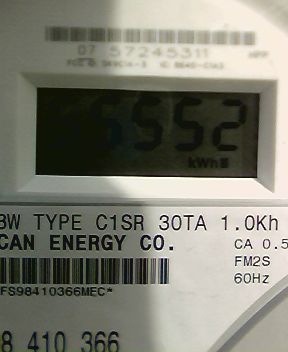 07 57245311
6552
kWh
3W TYPE C1SR 30TA 1.0Kh
CAN ENERGY CO.
CA 0.5
FM2S
60Hz
FS98410366MEC*
8 410 366